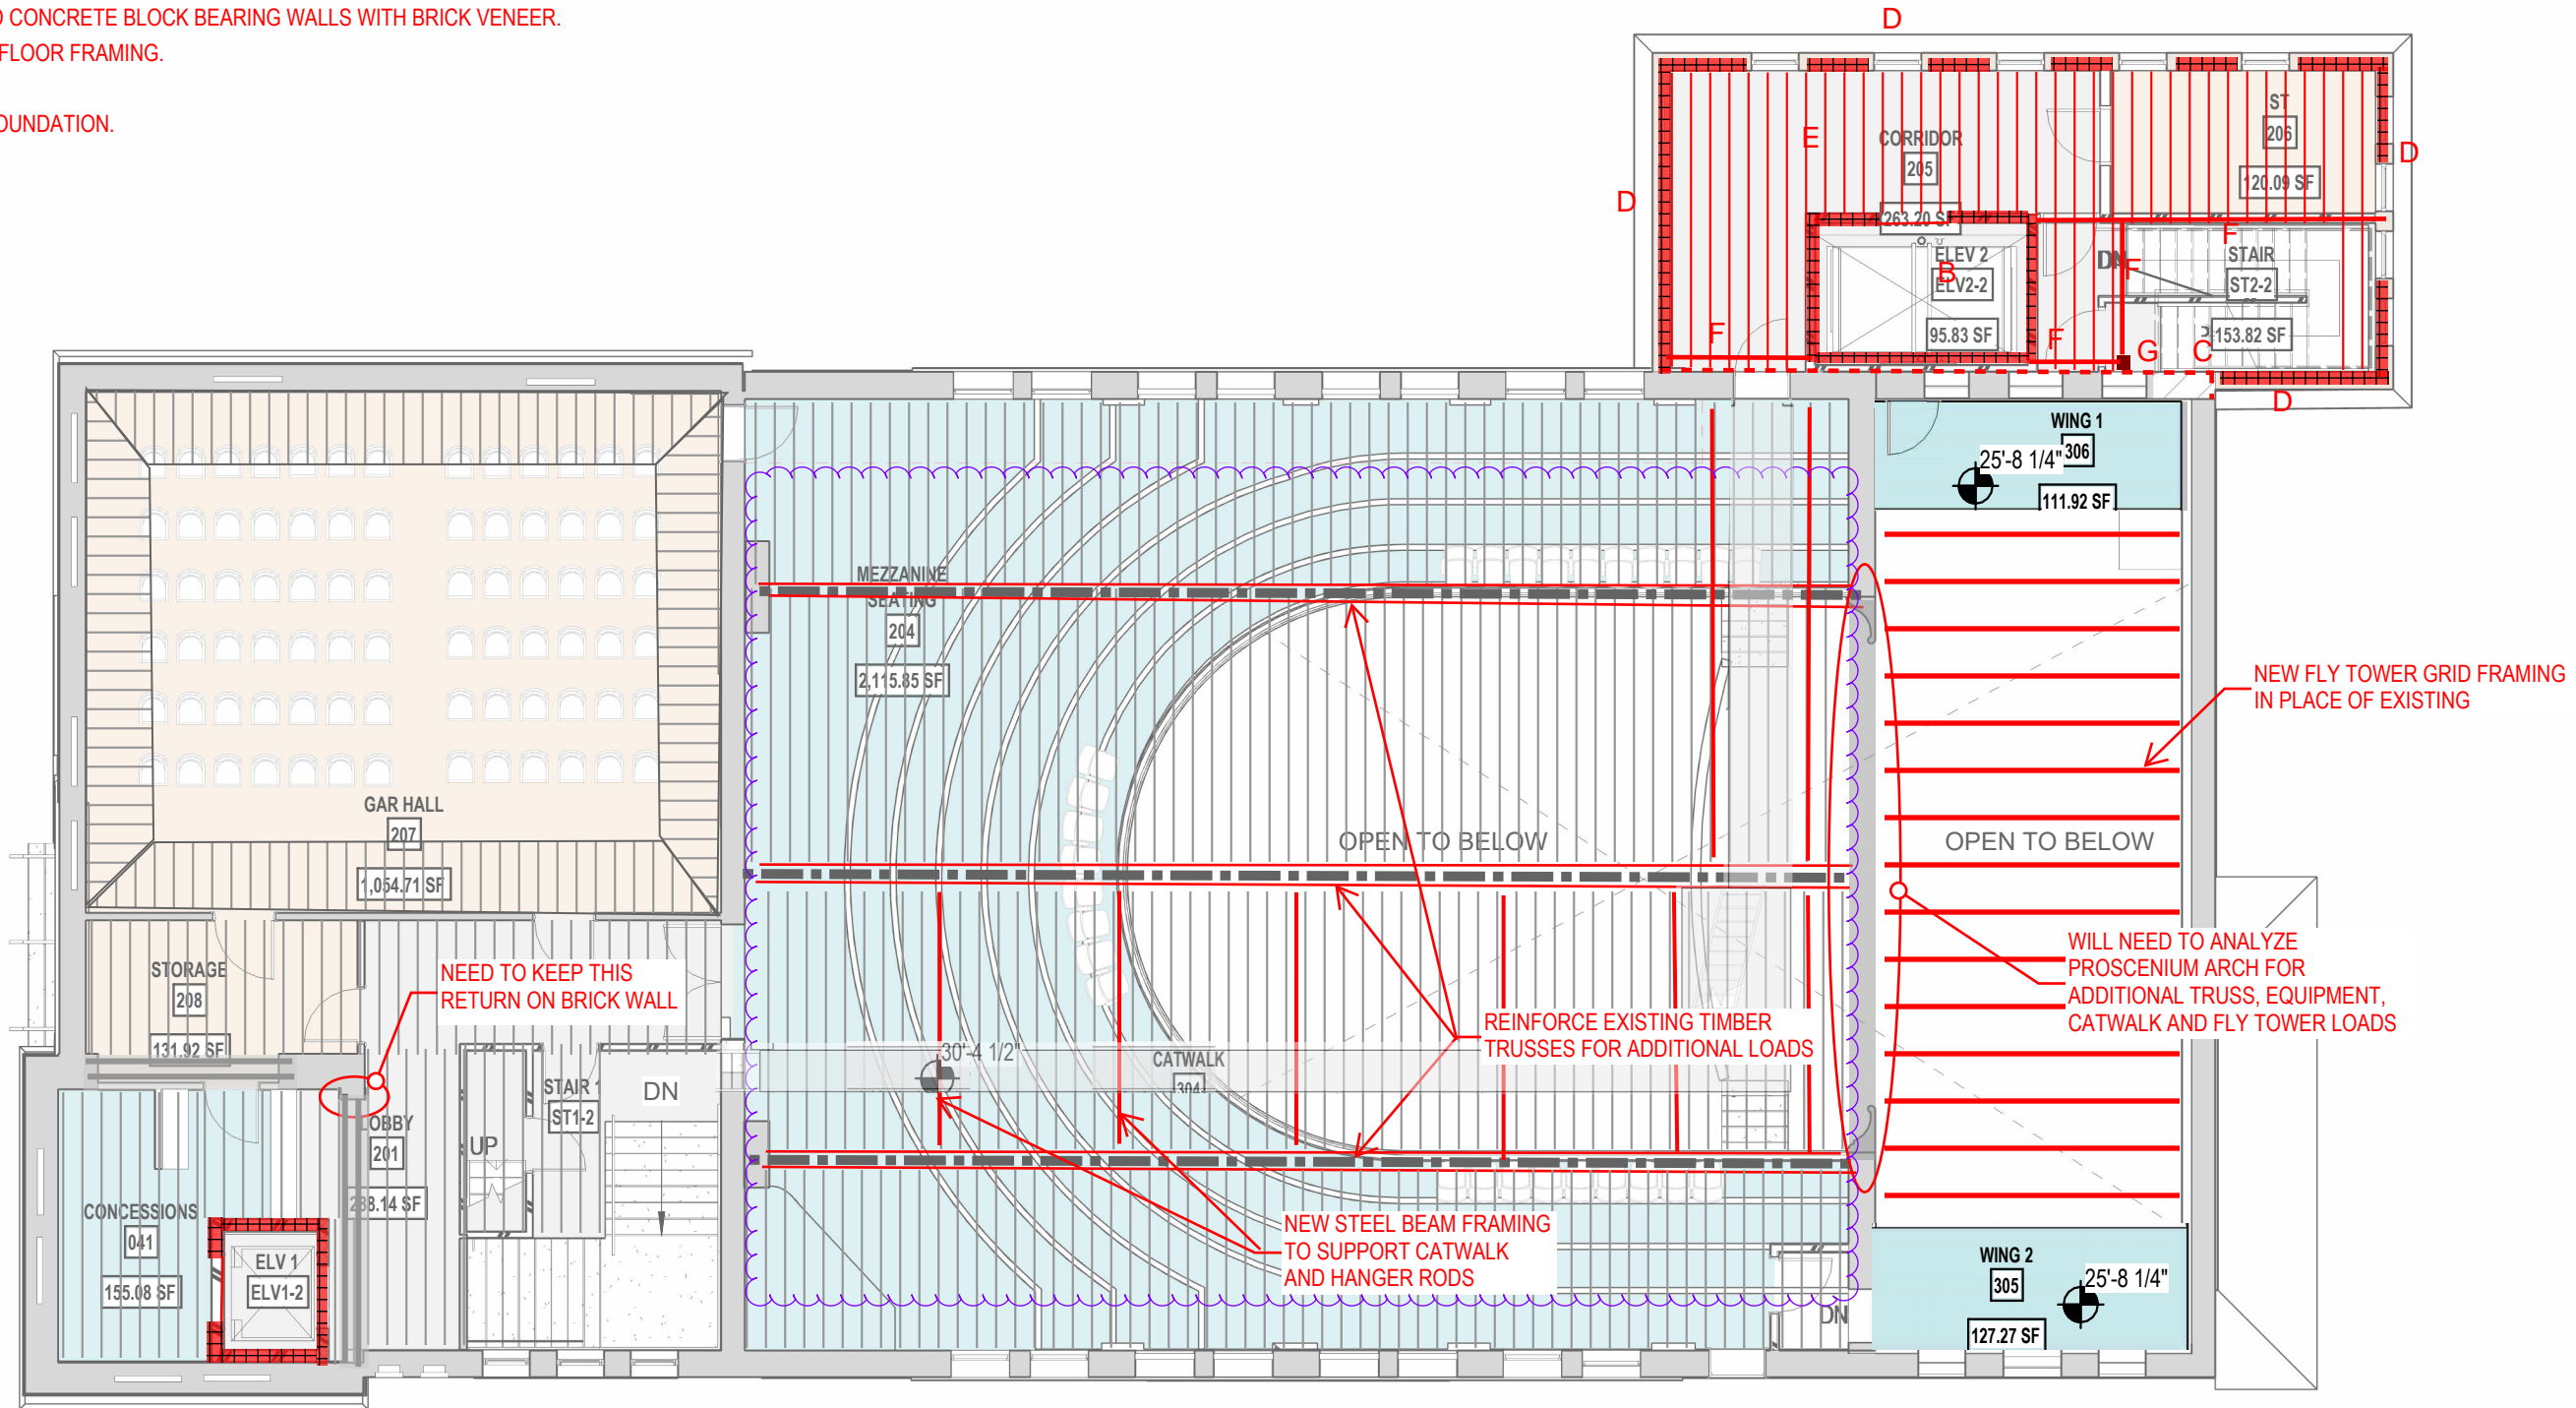 CONCRETE BLOCK BEARING WALLS WITH BRICK VENEER.
FLOOR FRAMING.
OUNDATION.
D
D
D
D
E
CORRIDOR
205
263.20 SF
ST
206
120.09 SF
ELEV 2
B
ELV2-2
95.83 SF
F
F
F
F
DN
STAIR
ST2-2
153.82 SF
G
C
WING 1
306
25'-8 1/4"
111.92 SF
MEZZANINE
SEATING
204
2,115.85 SF
GAR HALL
207
1,054.71 SF
OPEN TO BELOW
OPEN TO BELOW
NEW FLY TOWER GRID FRAMING
IN PLACE OF EXISTING
WILL NEED TO ANALYZE
PROSCENIUM ARCH FOR
ADDITIONAL TRUSS, EQUIPMENT,
CATWALK AND FLY TOWER LOADS
STORAGE
208
131.92 SF
NEED TO KEEP THIS
RETURN ON BRICK WALL
REINFORCE EXISTING TIMBER
TRUSSES FOR ADDITIONAL LOADS
30'-4 1/2"
CATWALK
304
STAIR 1
ST1-2
DN
UP
LOBBY
201
288.14 SF
CONCESSIONS
041
155.08 SF
ELV 1
ELV1-2
NEW STEEL BEAM FRAMING
TO SUPPORT CATWALK
AND HANGER RODS
DN
WING 2
305
25'-8 1/4"
127.27 SF